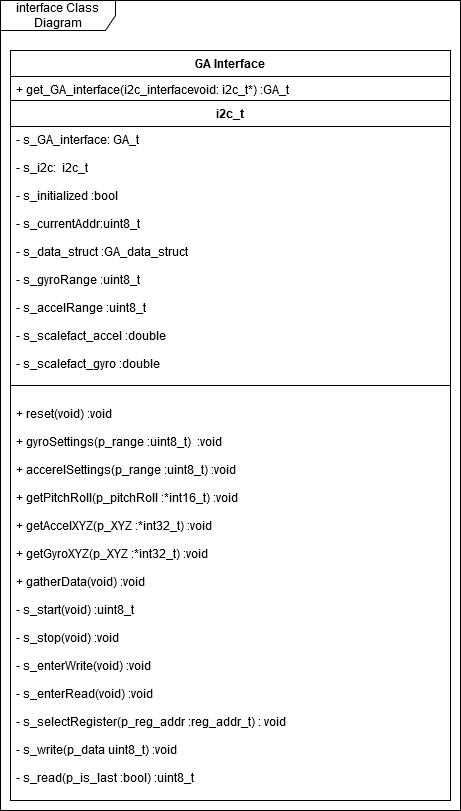 interface Class
Diagram
GA Interface
+ get_GA_interface(i2c_interfacevoid: i2c_t*) :GA_t
i2c_t
- s_GA_interface: GA_t
- s_i2c:  i2c_t
- s_initialized :bool
- s_currentAddr:uint8_t
- s_data_struct :GA_data_struct
- s_gyroRange :uint8_t
- s_accelRange :uint8_t
- s_scalefact_accel :double
- s_scalefact_gyro :double
+ reset(void) :void
+ gyroSettings(p_range :uint8_t)  :void
+ accerelSettings(p_range :uint8_t) :void
+ getPitchRoll(p_pitchRoll :*int16_t) :void
+ getAccelXYZ(p_XYZ :*int32_t) :void
+ getGyroXYZ(p_XYZ :*int32_t) :void
+ gatherData(void) :void
- s_start(void) :uint8_t
- s_stop(void) :void
- s_enterWrite(void) :void
- s_enterRead(void) :void
- s_selectRegister(p_reg_addr :reg_addr_t) : void
- s_write(p_data uint8_t) :void
- s_read(p_is_last :bool) :uint8_t